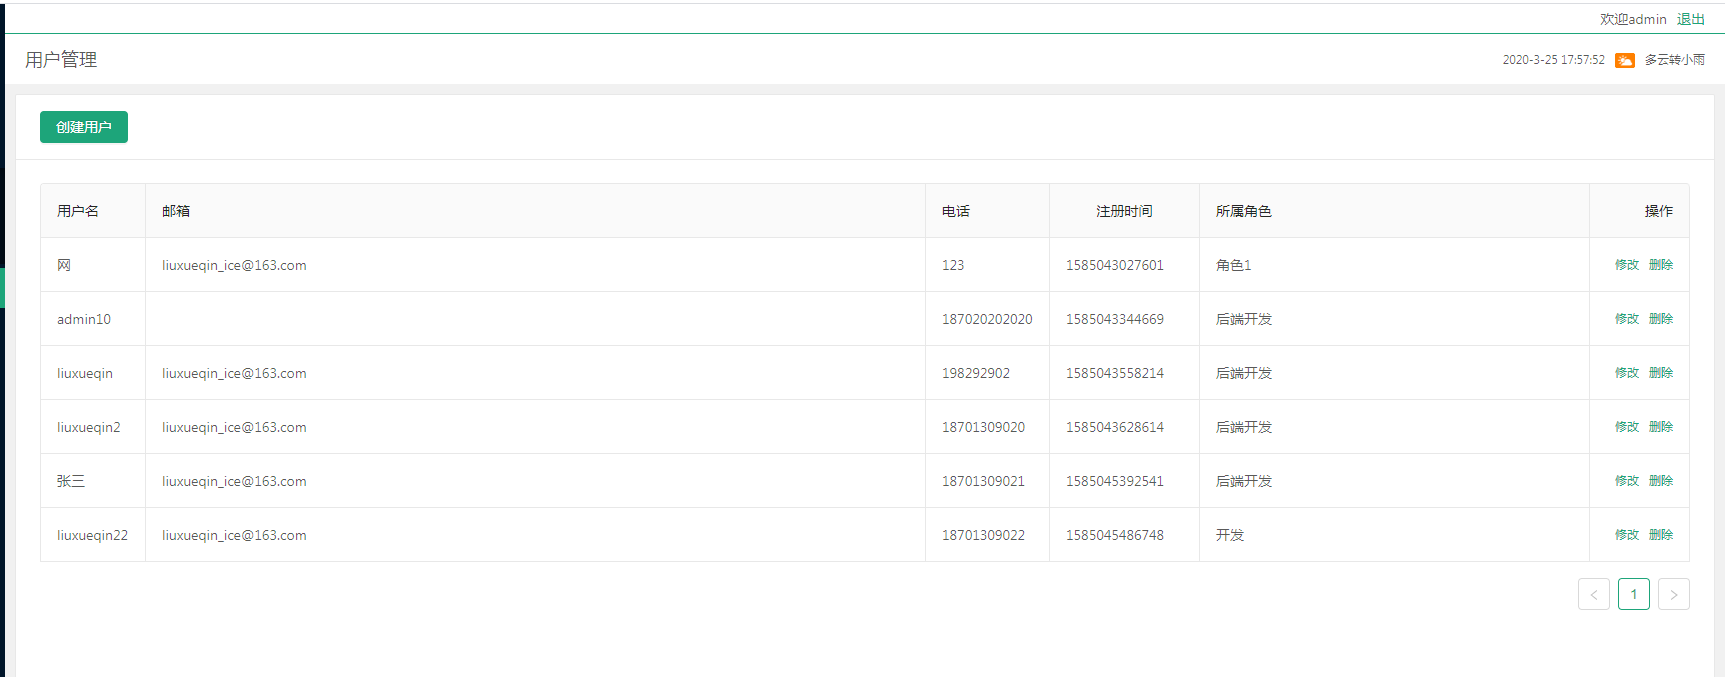 欢迎admin 退出
用户管理
2020-3-25 17:57:52 多云转小雨
创建用户
用户名 邮箱 电话 注册时间 所属角色 操作
网 liuxueqin_ice@163.com 123 1585043027601 角色1 修改 删除
admin10 187020202020 1585043344669 后端开发 修改 删除
liuxueqin liuxueqin_ice@163.com 198292902 1585043558214 后端开发 修改 删除
liuxueqin2 liuxueqin_ice@163.com 18701309020 1585043628614 后端开发 修改 删除
张三 liuxueqin_ice@163.com 18701309021 1585045392541 后端开发 修改 删除
liuxueqin22 liuxueqin_ice@163.com 18701309022 1585045486748 开发 修改 删除
< 1 >